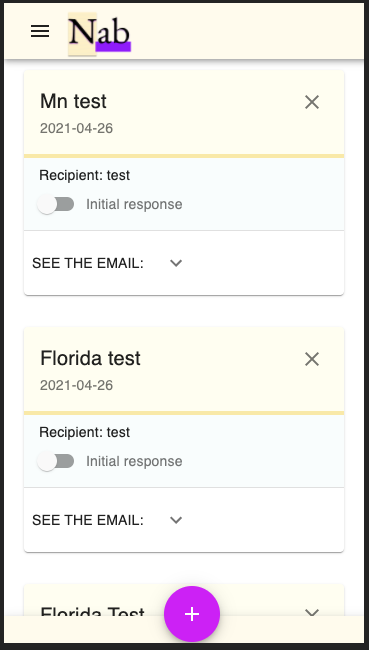 Nab
Mn test
2021-04-26
Recipient: test
Initial response
SEE THE EMAIL:
Florida test
2021-04-26
Recipient: test
Initial response
SEE THE EMAIL:
Florida Test